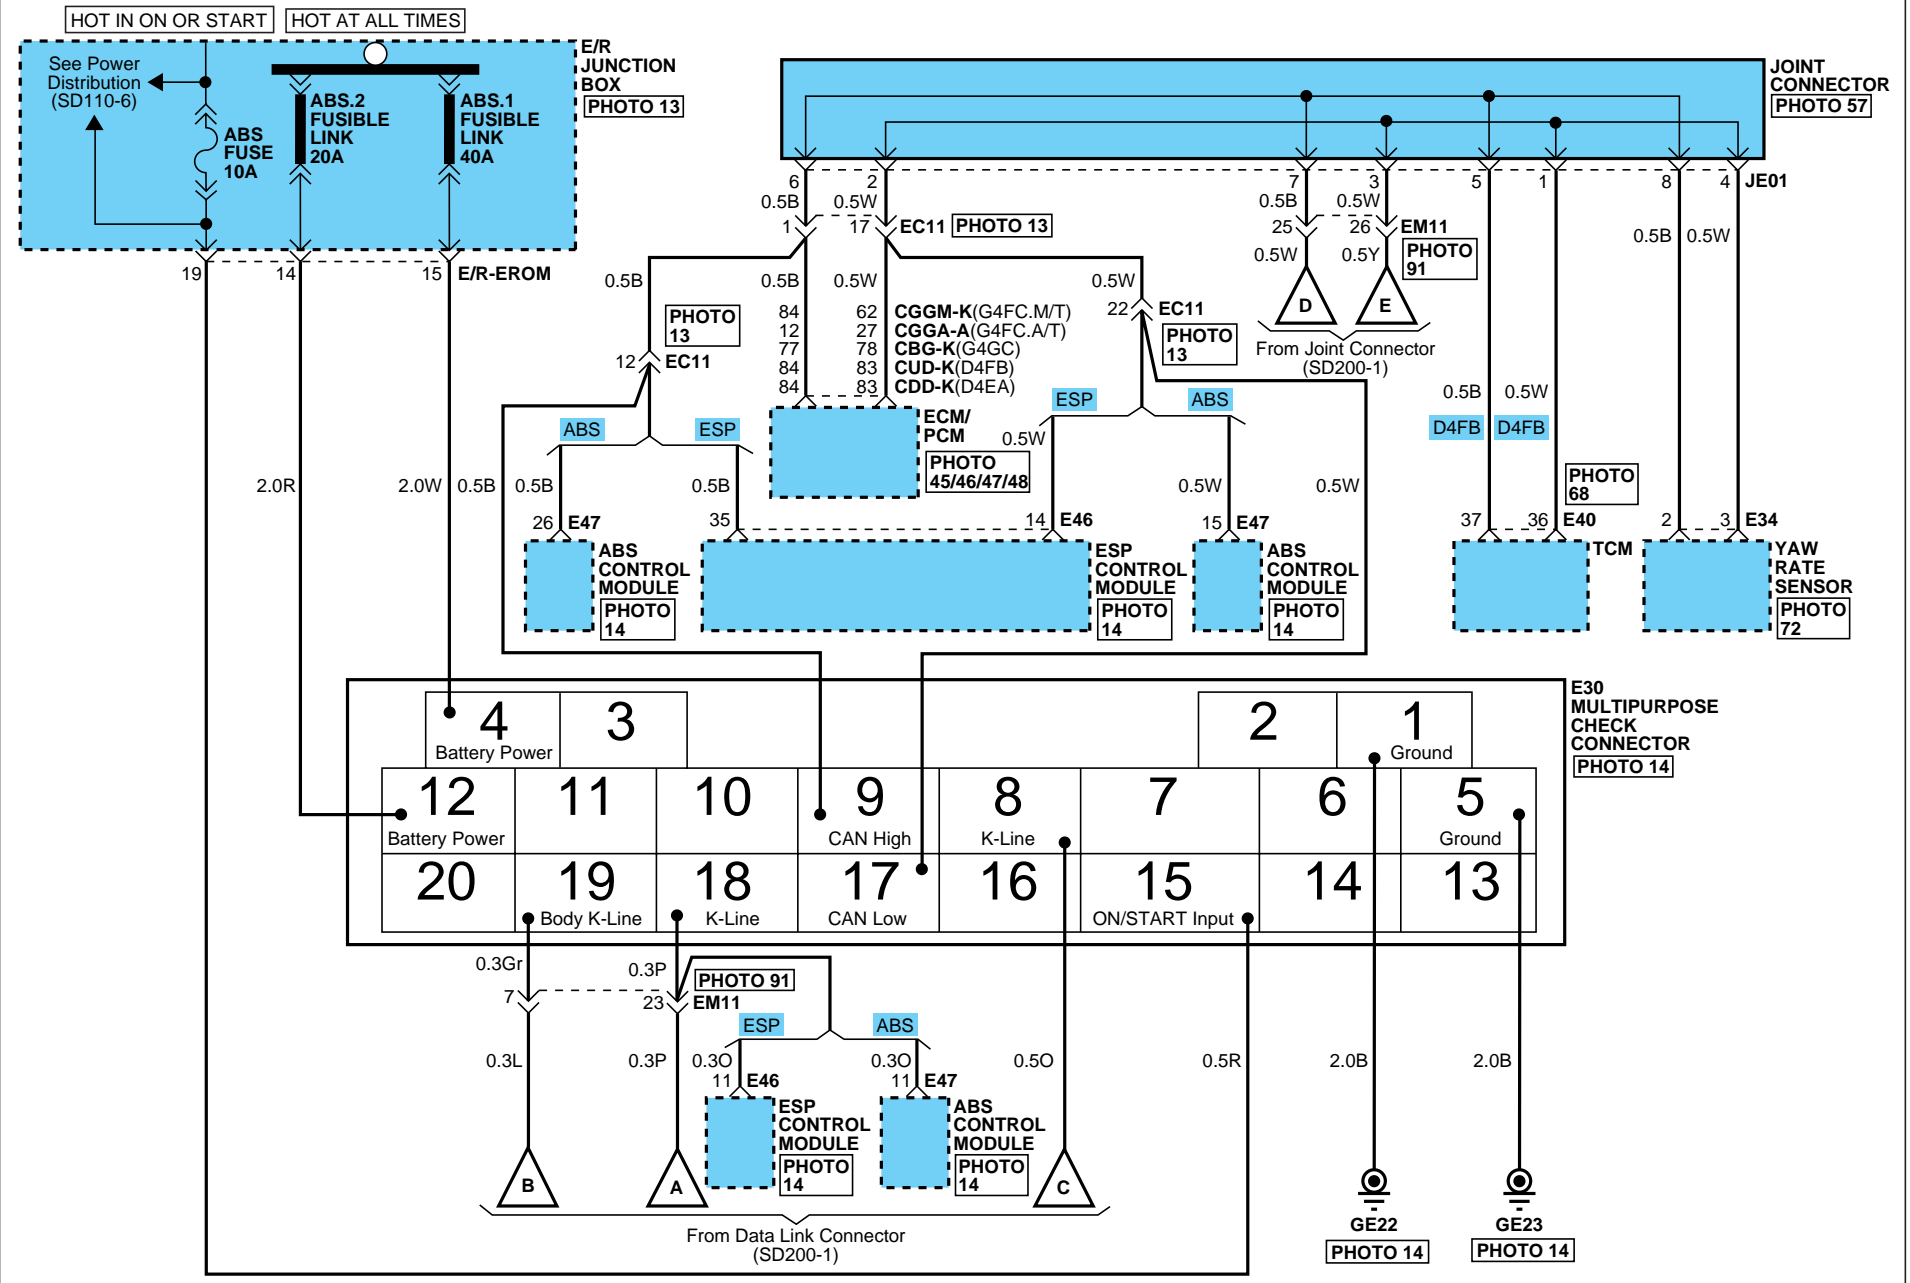 HOT IN ON OR START
HOT AT ALL TIMES
See Power
Distribution
(SD110-6)
ABS
FUSE
10A
ABS.2
FUSIBLE
LINK
20A
ABS.1
FUSIBLE
LINK
40A
E/R
JUNCTION
BOX
PHOTO 13
19
14
15
E/R-EROM
JOINT
CONNECTOR
PHOTO 57
6
2
7
3
5
1
8
4
JE01
0.5B
0.5W
0.5B
0.5W
1
17
EC11
PHOTO 13
25
26
EM11
PHOTO
91
0.5W
0.5Y
0.5B
0.5W
D
E
From Joint Connector
(SD200-1)
0.5B
0.5B
0.5W
0.5W
22
EC11
PHOTO
13
PHOTO
13
12
EC11
84
62
CGGM-K(G4FC.M/T)
12
27
CGGA-A(G4FC.A/T)
77
78
CBG-K(G4GC)
84
83
CUD-K(D4FB)
84
83
CDD-K(D4EA)
ECM/
PCM
PHOTO
45/46/47/48
ABS
ESP
ESP
ABS
0.5B
0.5W
D4FB
D4FB
2.0R
2.0W
0.5B
0.5B
0.5B
0.5W
0.5W
0.5W
PHOTO
68
26
E47
35
14
E46
15
E47
37
36
E40
2
3
E34
ABS
CONTROL
MODULE
PHOTO
14
ESP
CONTROL
MODULE
PHOTO
14
ABS
CONTROL
MODULE
PHOTO
14
TCM
YAW
RATE
SENSOR
PHOTO
72
E30
MULTIPURPOSE
CHECK
CONNECTOR
PHOTO 14
4
Battery Power
3
2
1
Ground
12
Battery Power
11
10
9
CAN High
8
K-Line
7
6
5
Ground
20
19
Body K-Line
18
K-Line
17
CAN Low
16
15
ON/START Input
14
13
0.3Gr
0.3P
PHOTO 91
7
23
EM11
ESP
ABS
0.3L
0.3P
0.3O
0.3O
0.5O
0.5R
2.0B
2.0B
11
E46
11
E47
ESP
CONTROL
MODULE
PHOTO
14
ABS
CONTROL
MODULE
PHOTO
14
B
A
C
From Data Link Connector
(SD200-1)
GE22
PHOTO 14
GE23
PHOTO 14